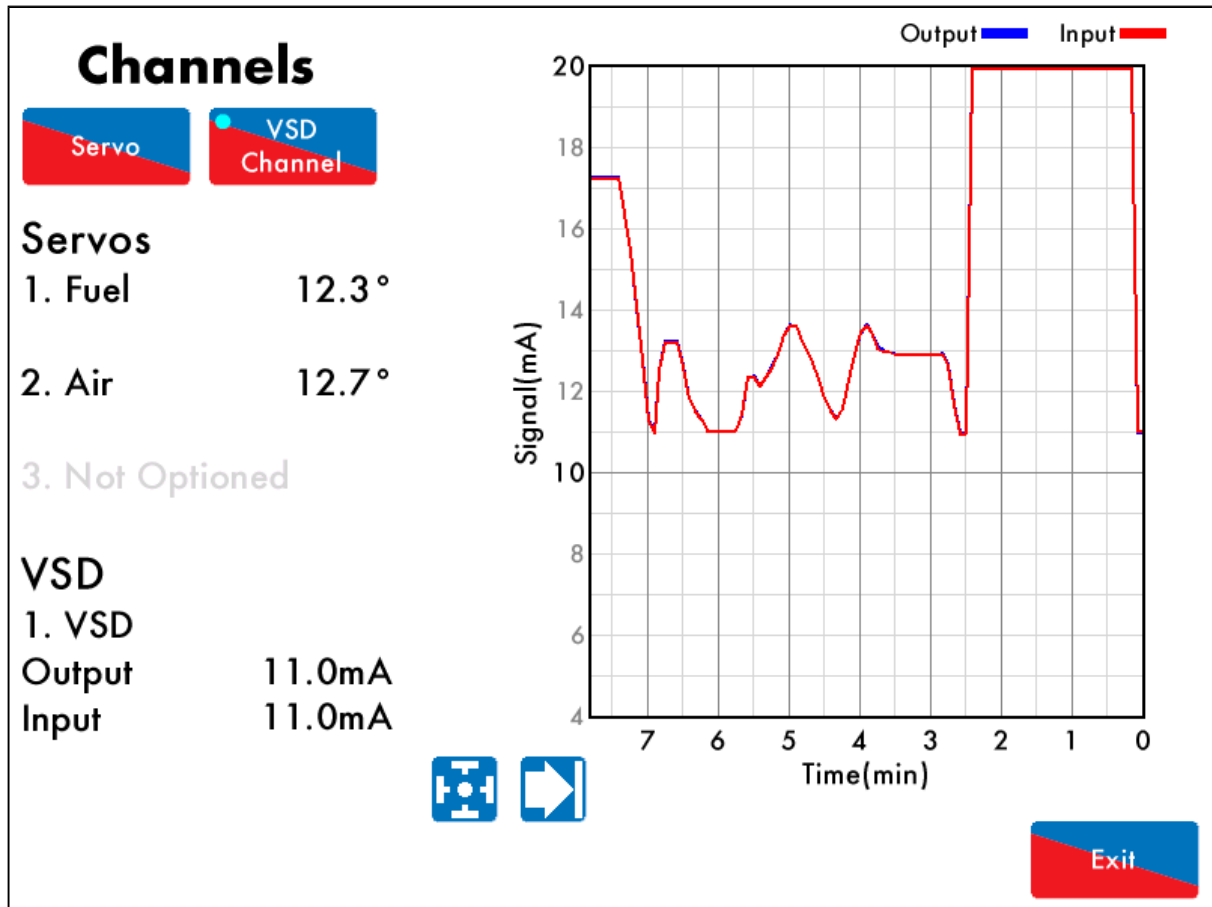 Channels
Servo
VSD
Channel
Servos
1. Fuel 12.3°
2. Air 12.7°
3. Not Optioned
VSD
1. VSD
Output 11.0mA
Input 11.0mA
Output Input
Signal(mA)
20
18
16
14
12
10
8
6
4
7 6 5 4 3 2 1 0
Time(min)
Exit